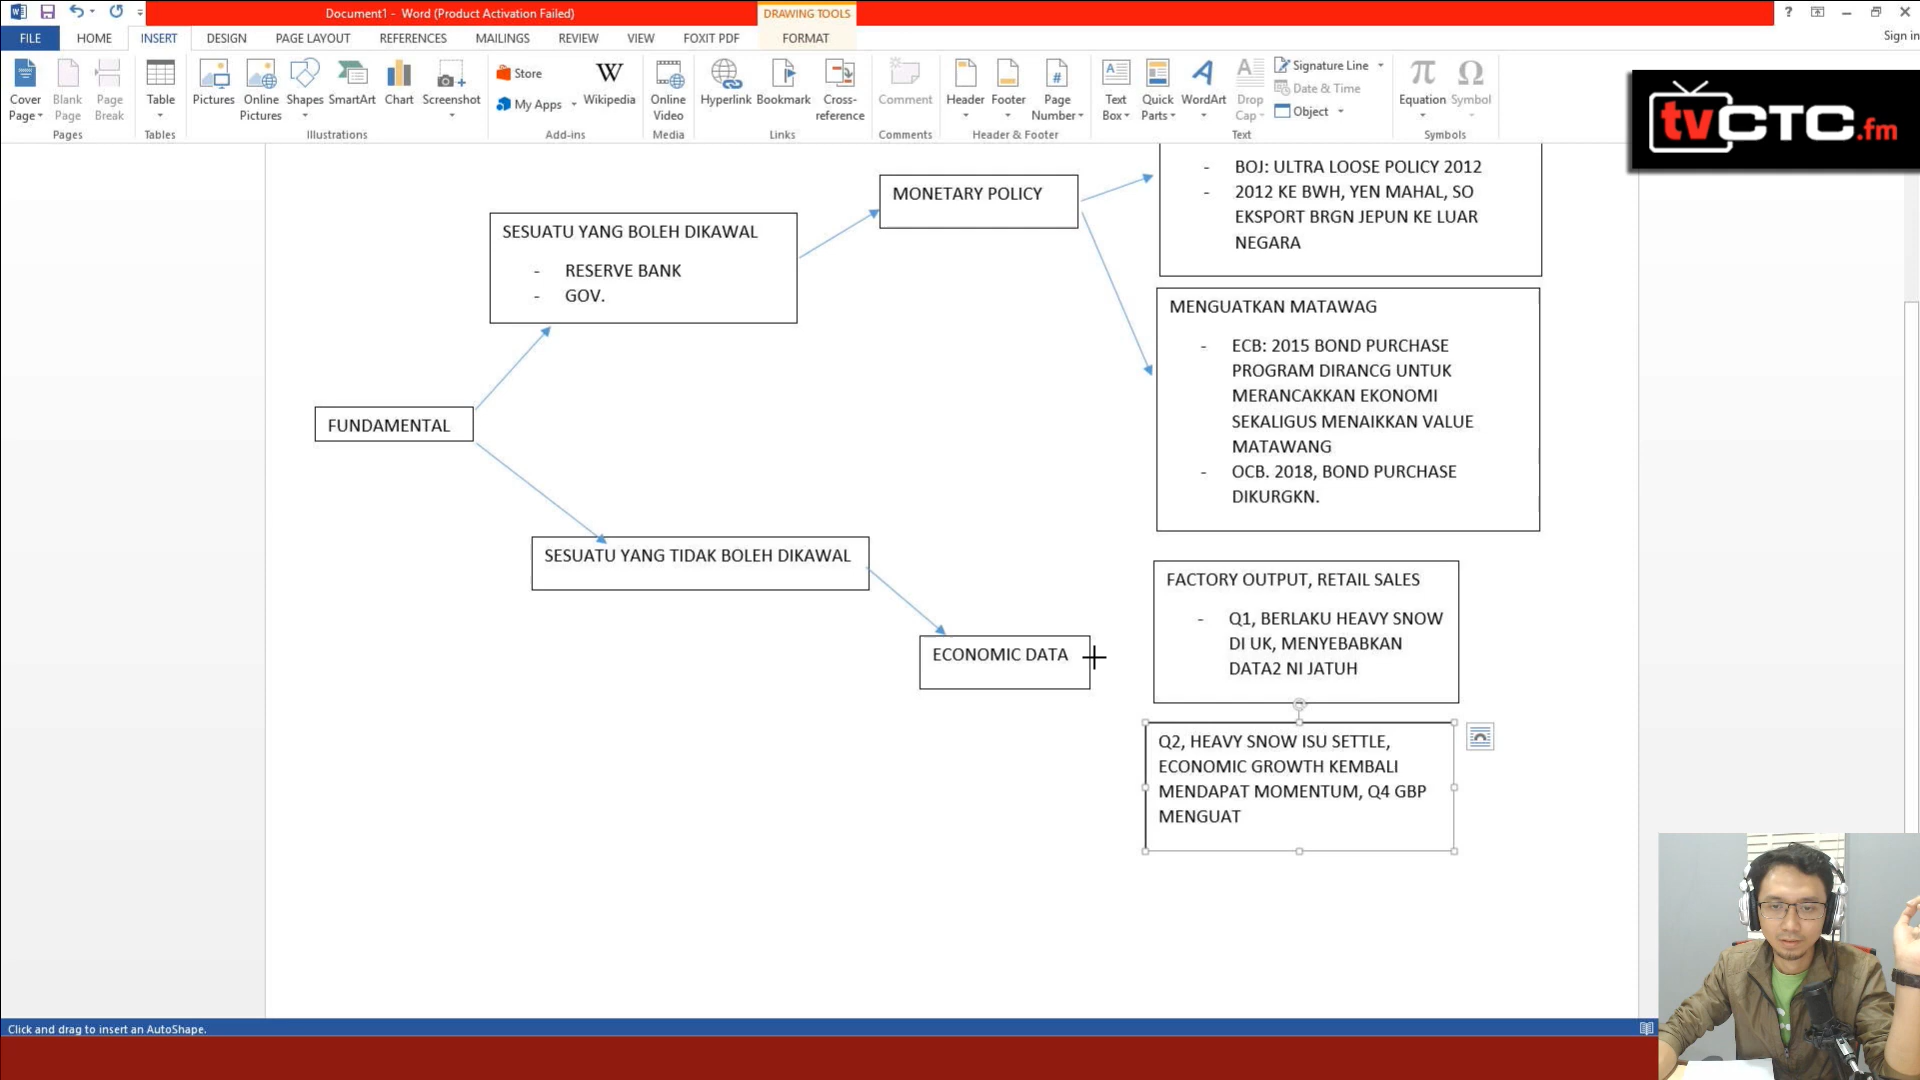 Document1 - Word (Product Activation Failed)
DRAWING TOOLS
?
FILE
HOME
INSERT
DESIGN
PAGE LAYOUT
REFERENCES
MAILINGS
REVIEW
VIEW
FOXIT PDF
FORMAT
Sign in
Cover
Page
Blank
Page
Page
Break
Table
Pictures
Online
Pictures
Shapes
SmartArt
Chart
Screenshot
Store
My Apps
Wikipedia
Online
Video
Hyperlink
Bookmark
Cross-
reference
Comment
Header
Footer
Page
Number
Text
Box
Quick
Parts
WordArt
Drop
Cap
Signature Line
Date & Time
Object
Equation
Symbol
Pages
Tables
Illustrations
Add-ins
Media
Links
Comments
Header & Footer
Text
Symbols
tvCTC.fm
- BOJ: ULTRA LOOSE POLICY 2012
- 2012 KE BWH, YEN MAHAL, SO
EKSPORT BRGN JEPUN KE LUAR
NEGARA
MONETARY POLICY
SESUATU YANG BOLEH DIKAWAL
- RESERVE BANK
- GOV.
MENGUATKAN MATAWAG
- ECB: 2015 BOND PURCHASE
PROGRAM DIRANCG UNTUK
MERANCAKKAN EKONOMI
SEKALIGUS MENAIKKAN VALUE
MATAWANG
- OCB. 2018, BOND PURCHASE
DIKURGKN.
FUNDAMENTAL
SESUATU YANG TIDAK BOLEH DIKAWAL
ECONOMIC DATA
FACTORY OUTPUT, RETAIL SALES
- Q1, BERLAKU HEAVY SNOW
DI UK, MENYEBABKAN
DATA2 NI JATUH
Q2, HEAVY SNOW ISU SETTLE,
ECONOMIC GROWTH KEMBALI
MENDAPAT MOMENTUM, Q4 GBP
MENGUAT
Click and drag to insert an AutoShape.